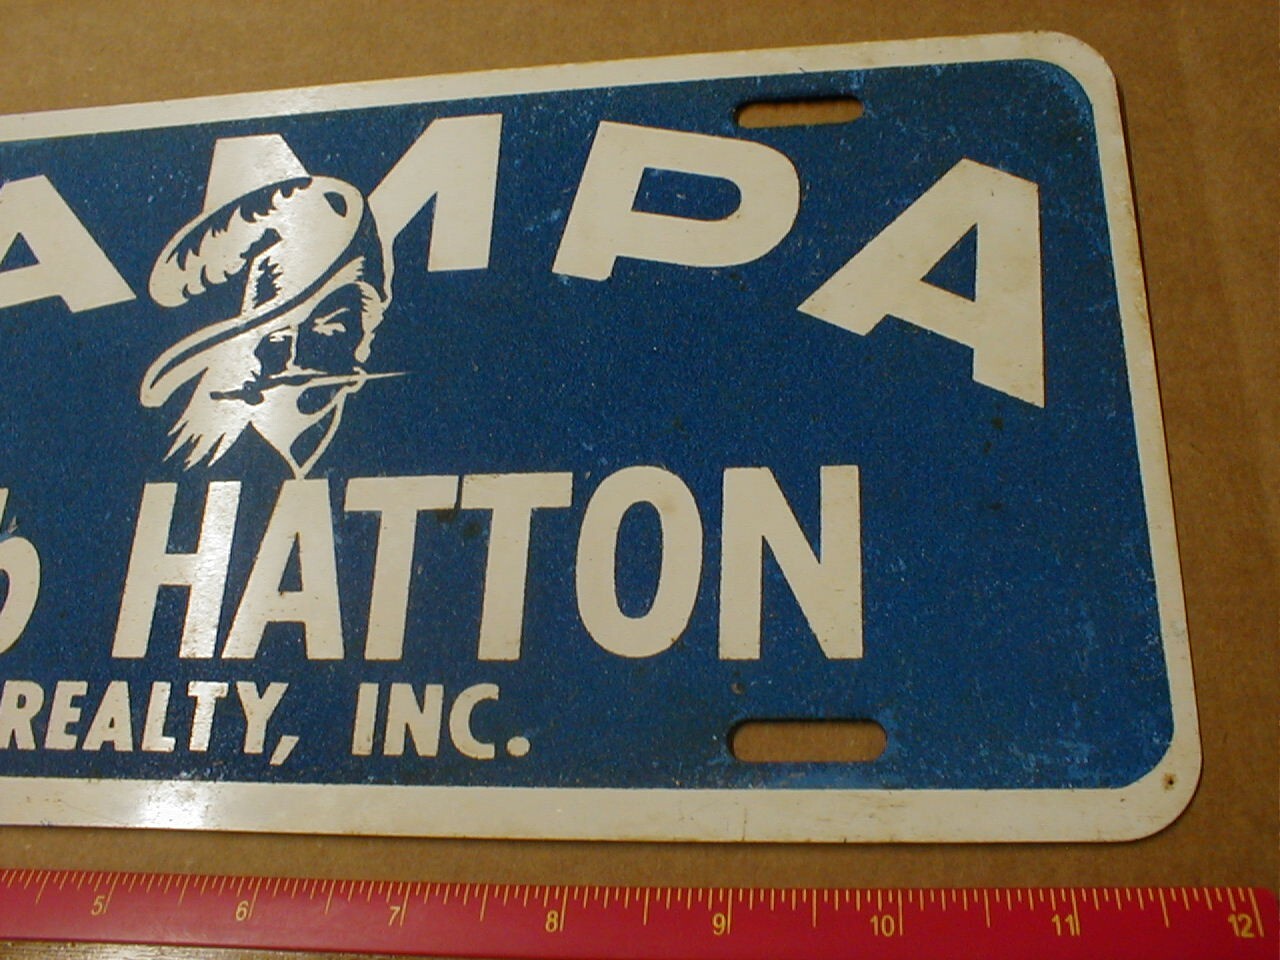 AMPA
HATTON
REALTY, INC.
5 6 7 8 9 10 11 12